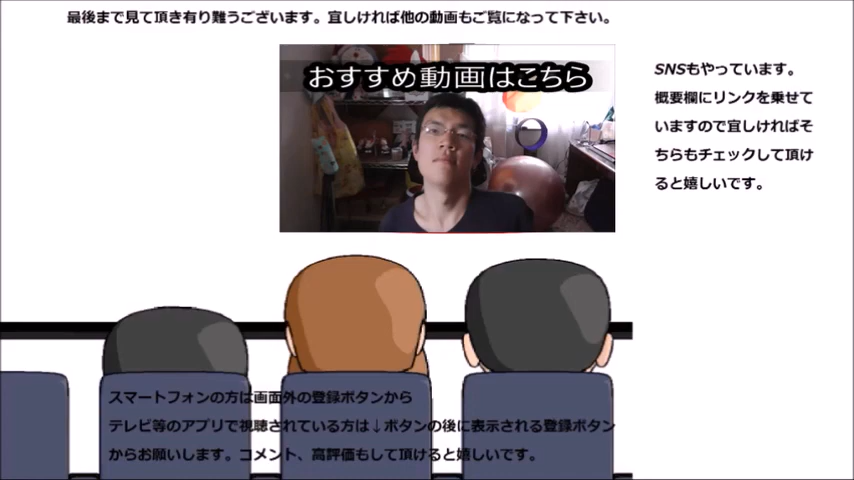 最後まで見て頂き有り難うございます。宜しければ他の動画もご覧になって下さい。
おすすめ動画はこちら
SNSもやっています。
概要欄にリンクを乗せて
いますので宜しければそ
ちらもチェックして頂け
ると嬉しいです。
スマートフォンの方は画面外の登録ボタンから
テレビ等のアプリで視聴されている方は↓ボタンの後に表示される登録ボタン
からお願いします。コメント、高評価もして頂けると嬉しいです。